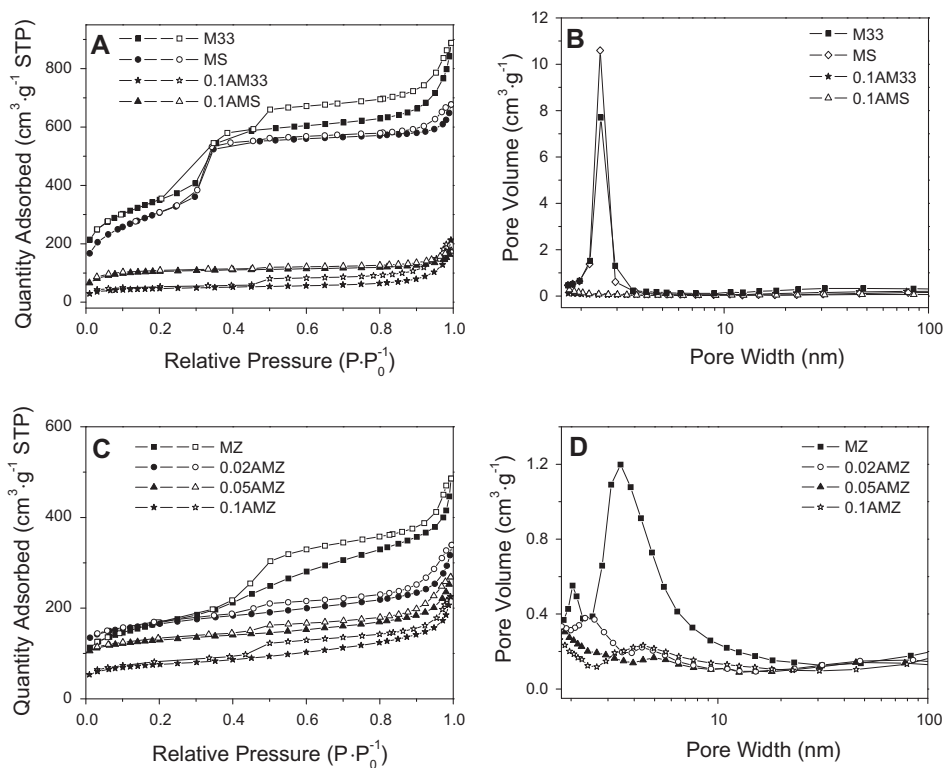 A
M33
MS
0.1AM33
0.1AMS
Quantity Adsorbed (cm³·g⁻¹ STP)
800
600
400
200
0
0.0 0.2 0.4 0.6 0.8 1.0
Relative Pressure (P·P₀⁻¹)
B
M33
MS
0.1AM33
0.1AMS
Pore Volume (cm³·g⁻¹)
12
10
8
6
4
2
0
10 100
Pore Width (nm)
C
MZ
0.02AMZ
0.05AMZ
0.1AMZ
Quantity Adsorbed (cm³·g⁻¹ STP)
600
400
200
0
0.0 0.2 0.4 0.6 0.8 1.0
Relative Pressure (P·P₀⁻¹)
D
MZ
0.02AMZ
0.05AMZ
0.1AMZ
Pore Volume (cm³·g⁻¹)
1.2
0.8
0.4
0.0
10 100
Pore Width (nm)